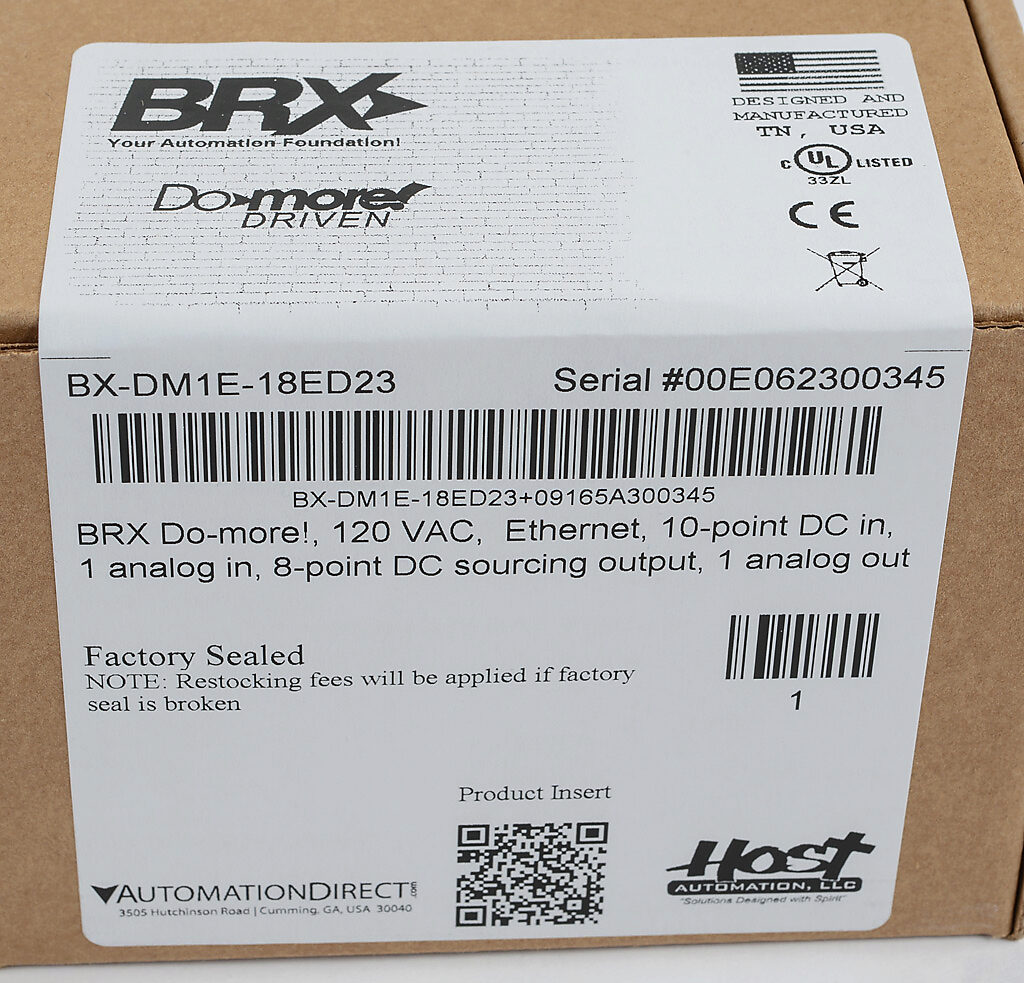 BRX
Your Automation Foundation!
Do-more!
DRIVEN
DESIGNED AND
MANUFACTURED
TN, USA
C UL LISTED
33ZL
CE
BX-DM1E-18ED23
Serial #00E062300345
BX-DM1E-18ED23+09165A300345
BRX Do-more!, 120 VAC, Ethernet, 10-point DC in,
1 analog in, 8-point DC sourcing output, 1 analog out
Factory Sealed
NOTE: Restocking fees will be applied if factory
seal is broken
1
Product Insert
AUTOMATIONDIRECT.com
3505 Hutchinson Road | Cumming, GA, USA 30040
HOST
AUTOMATION, LLC
"Solutions Designed with Spirit"